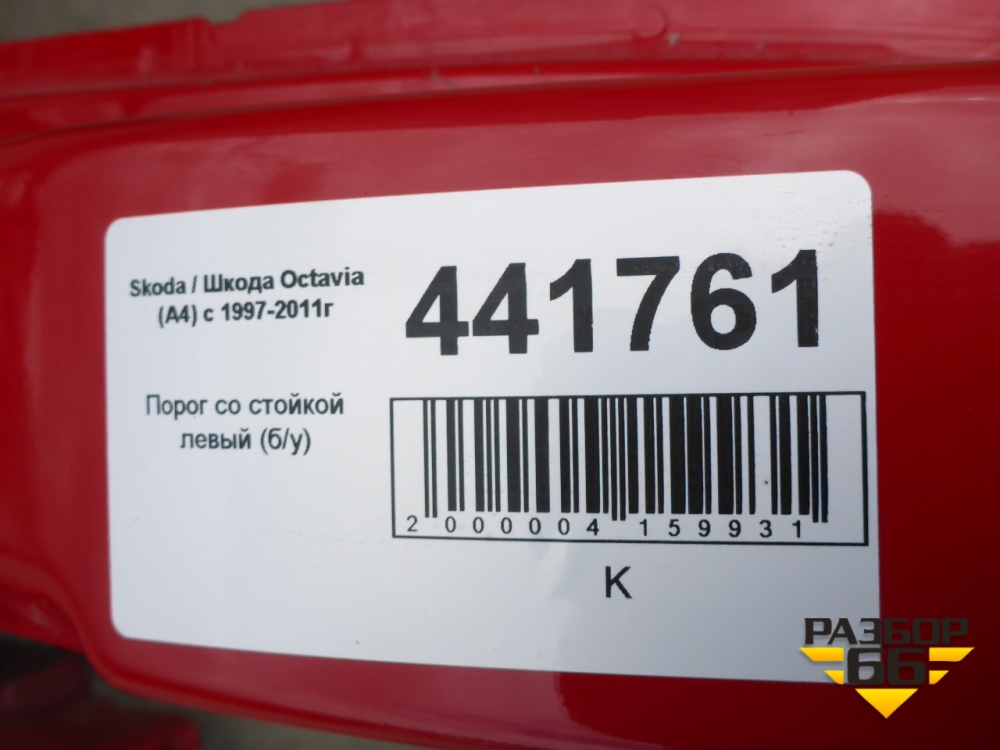 Skoda / Шкода Octavia
(A4) с 1997-2011г
441761
Порог со стойкой
левый (б/у)
2 000004 159931
K
РАЗБОР
66